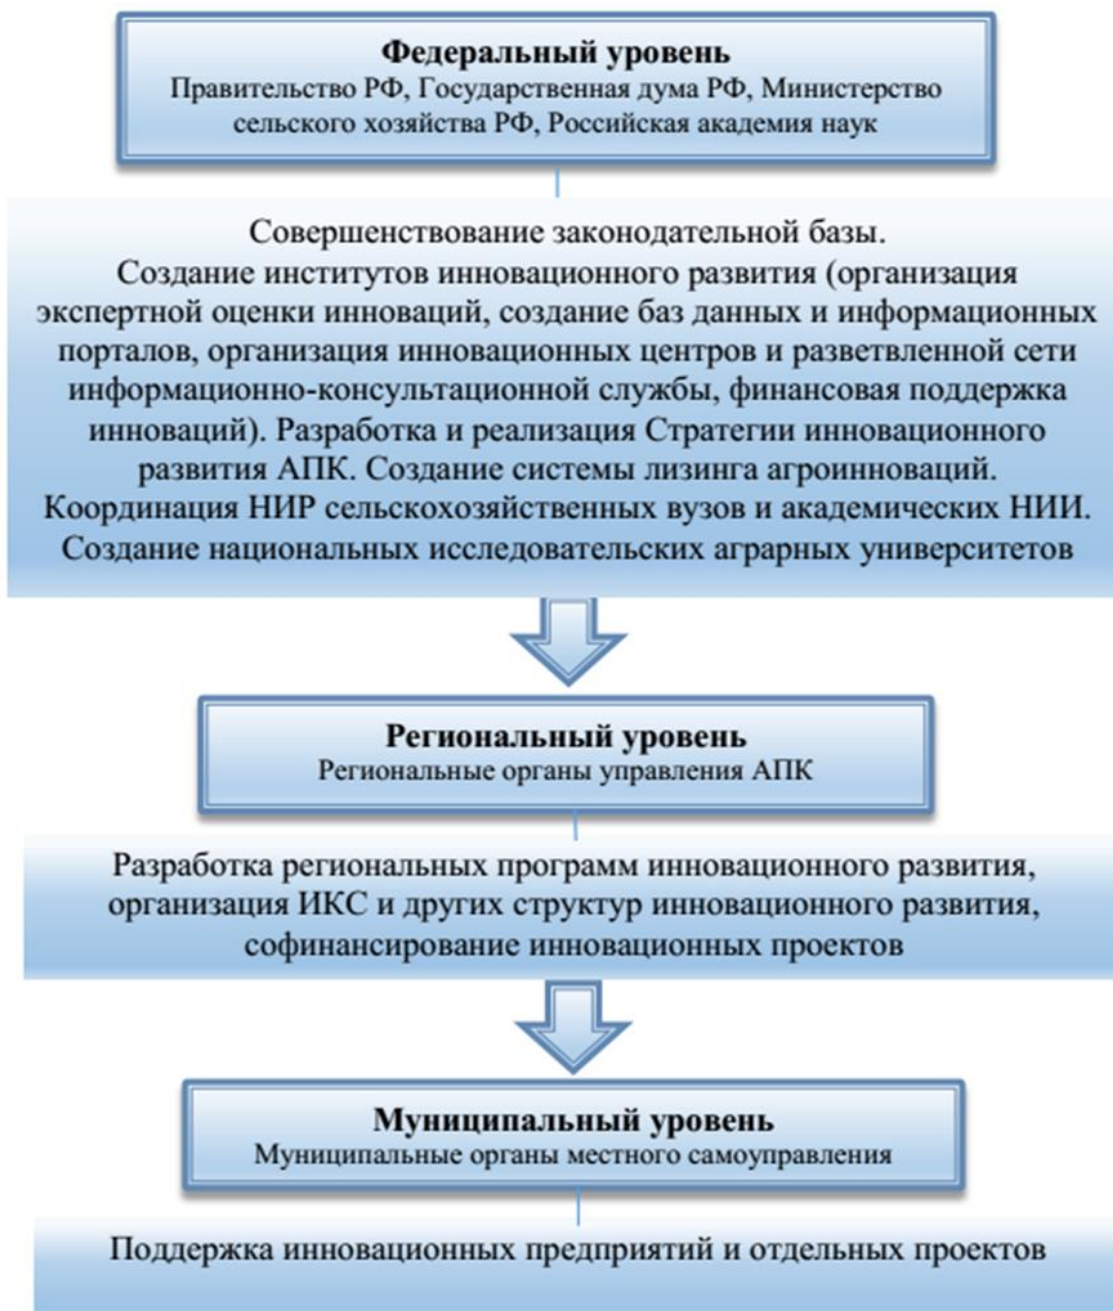 Федеральный уровень
Правительство РФ, Государственная дума РФ, Министерство
сельского хозяйства РФ, Российская академия наук
Совершенствование законодательной базы.
Создание институтов инновационного развития (организация
экспертной оценки инноваций, создание баз данных и информационных
порталов, организация инновационных центров и разветвленной сети
информационно-консультационной службы, финансовая поддержка
инноваций). Разработка и реализация Стратегии инновационного
развития АПК. Создание системы лизинга агроинноваций.
Координация НИР сельскохозяйственных вузов и академических НИИ.
Создание национальных исследовательских аграрных университетов
Региональный уровень
Региональные органы управления АПК
Разработка региональных программ инновационного развития,
организация ИКС и других структур инновационного развития,
софинансирование инновационных проектов
Муниципальный уровень
Муниципальные органы местного самоуправления
Поддержка инновационных предприятий и отдельных проектов